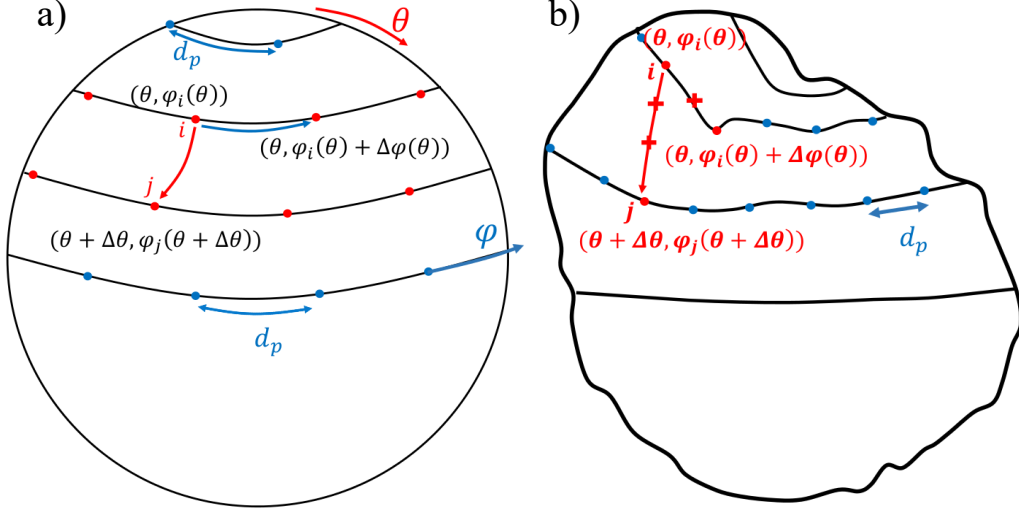 a)
θ
d_p
(θ, φ_i(θ))
i
(θ, φ_i(θ) + Δφ(θ))
j
(θ + Δθ, φ_j(θ + Δθ))
φ
d_p
b)
(θ, φ_i(θ))
i
(θ, φ_i(θ) + Δφ(θ))
j
(θ + Δθ, φ_j(θ + Δθ))
d_p